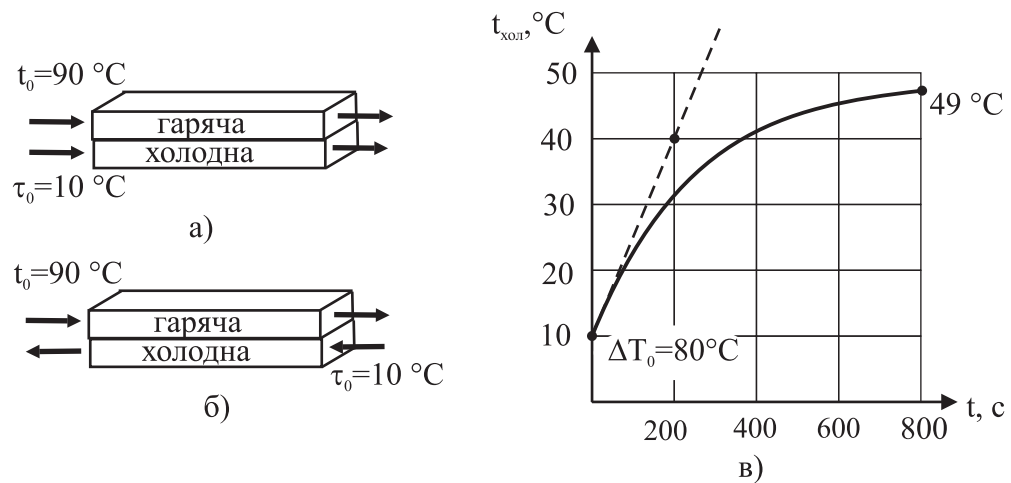 t₀=90 °C
гаряча
холодна
τ₀=10 °C
а)
t₀=90 °C
гаряча
холодна
τ₀=10 °C
б)
tхол,°C
50
49 °C
40
30
20
10
ΔT₀=80°C
t, c
200
400
600
800
в)